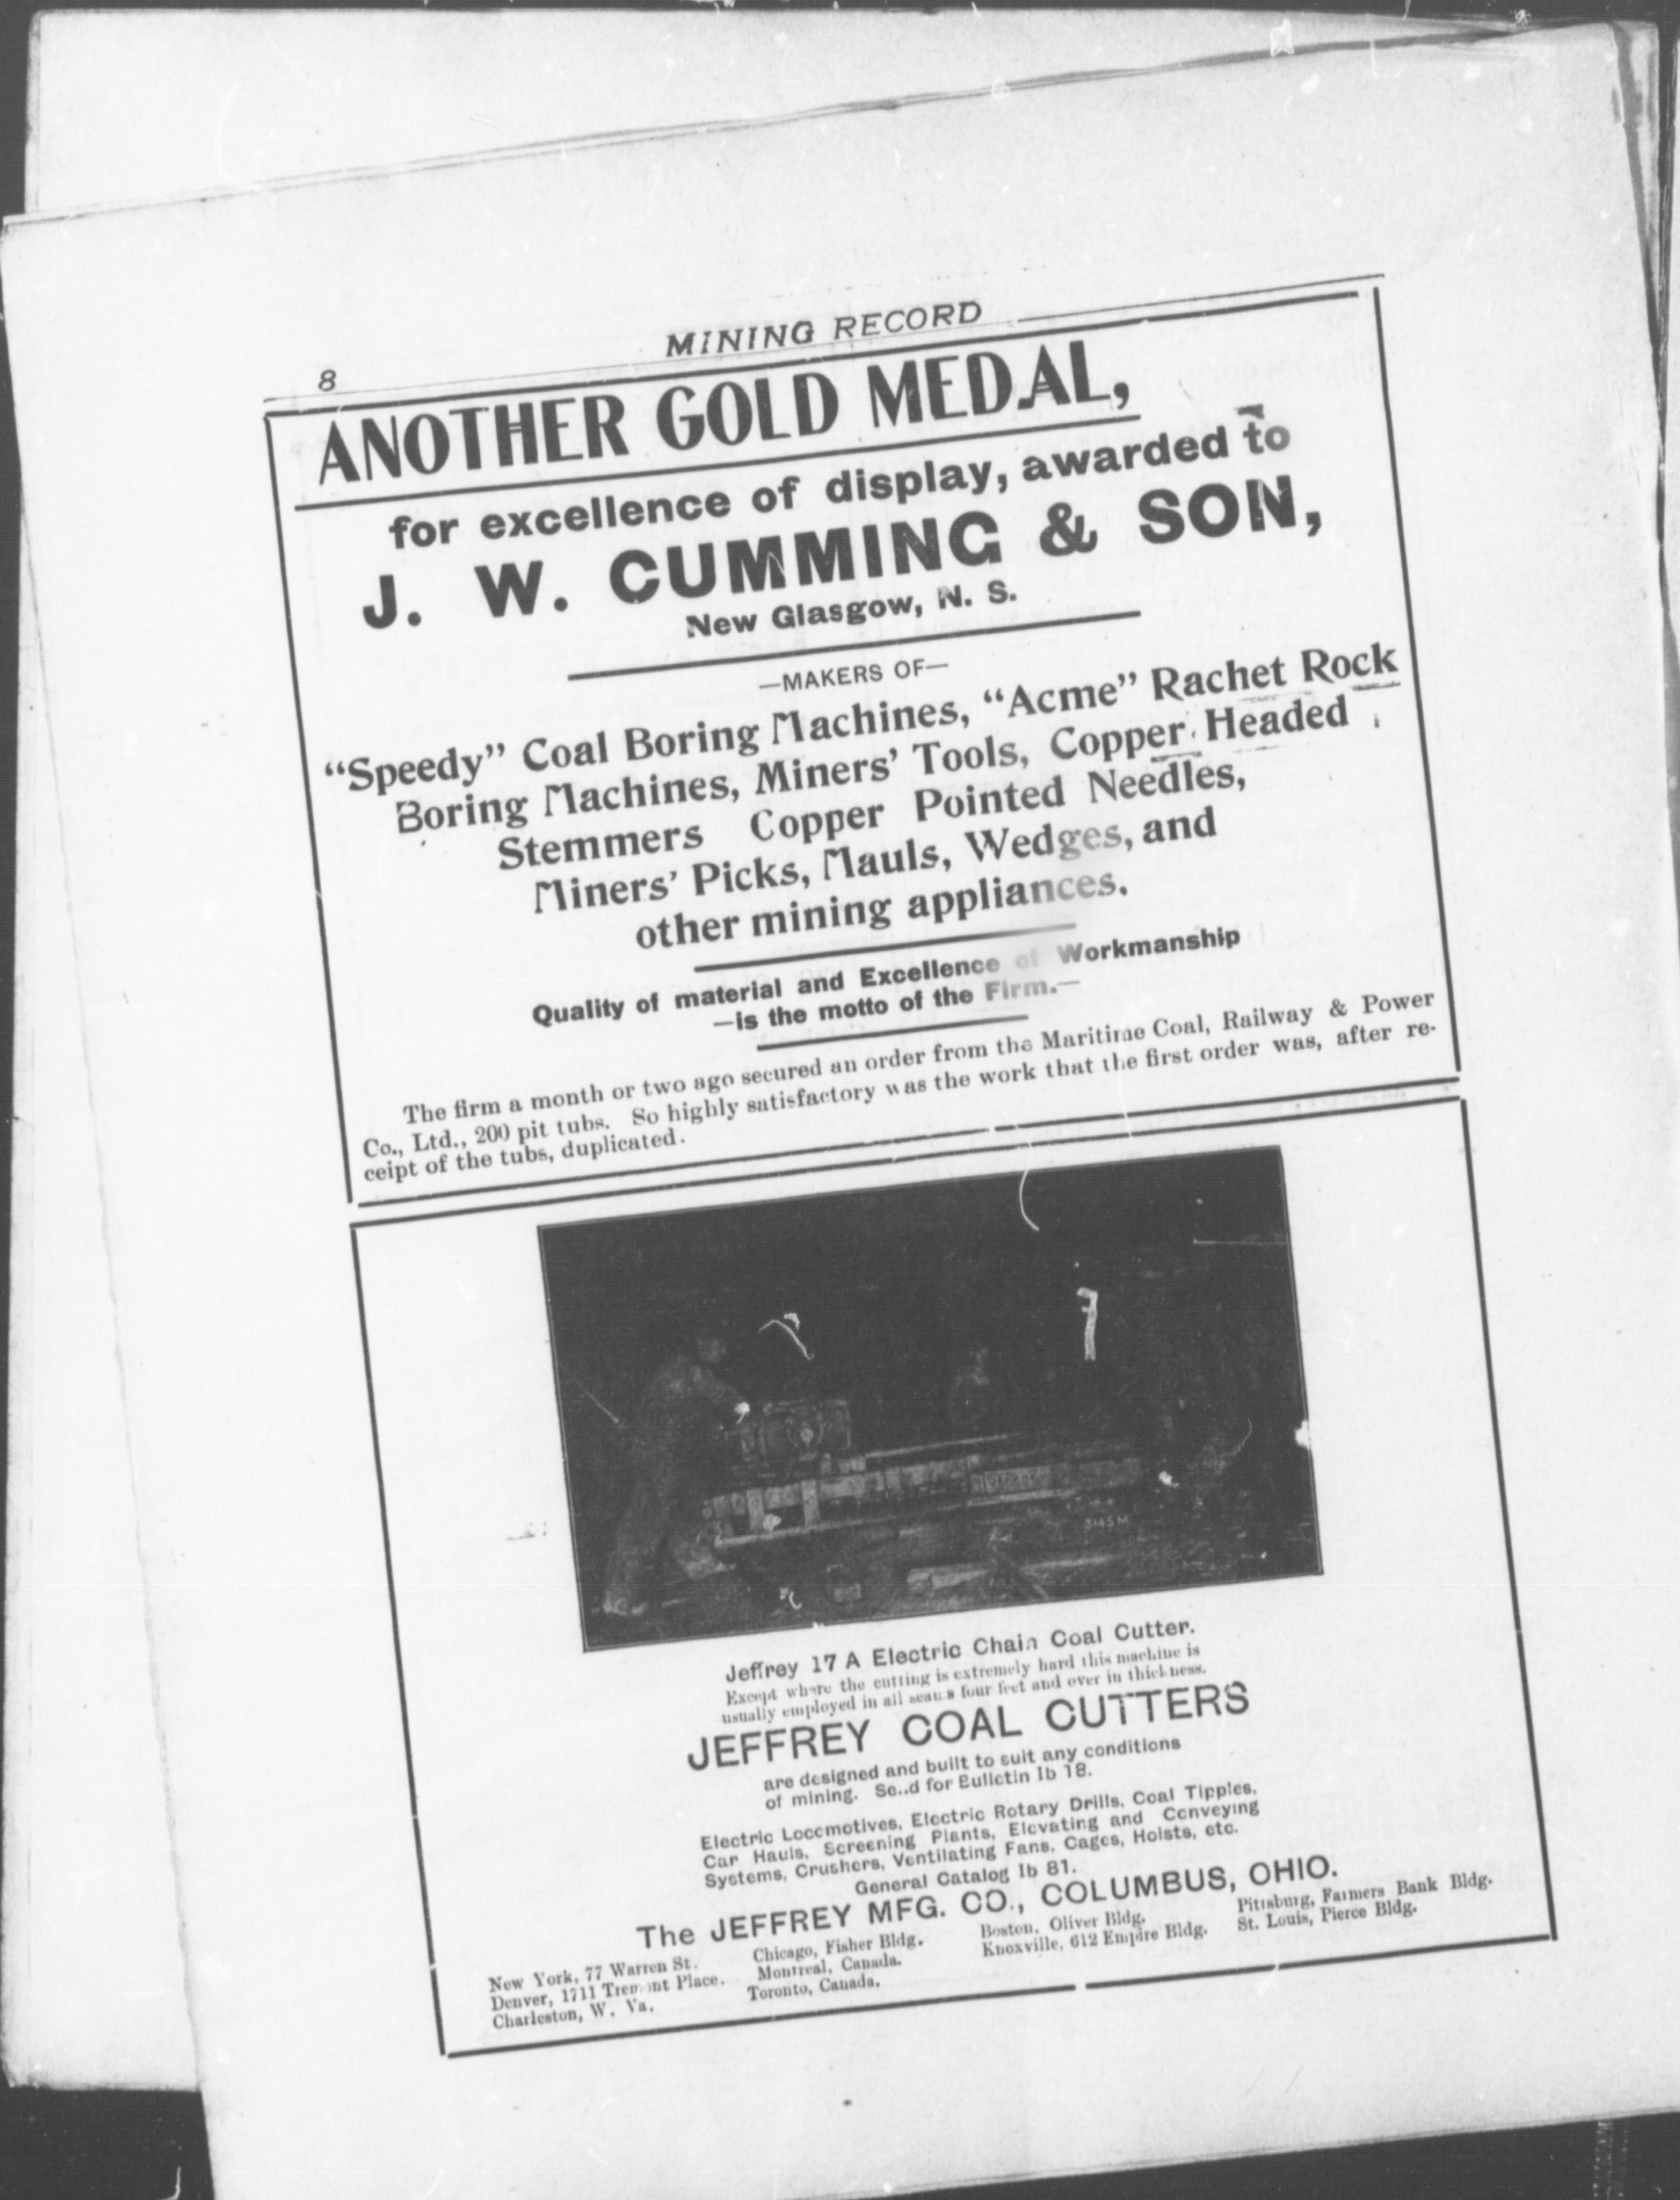 8
MINING RECORD
ANOTHER GOLD MEDAL,
for excellence of display, awarded to
J. W. CUMMING & SON,
New Glasgow, N. S.
—MAKERS OF—
“Speedy” Coal Boring Machines, “Acme” Rachet Rock
Boring Machines, Miners’ Tools, Copper Headed
Stemmers Copper Pointed Needles,
Miners’ Picks, Mauls, Wedges, and
other mining appliances.
Quality of material and Excellence of Workmanship
—is the motto of the Firm.—
The firm a month or two ago secured an order from the Maritime Coal, Railway & Power
Co., Ltd., 200 pit tubs. So highly satisfactory was the work that the first order was, after re-
ceipt of the tubs, duplicated.
3145 M
Jeffrey 17 A Electric Chain Coal Cutter.
Except where the cutting is extremely hard this machine is
usually employed in all seams four feet and over in thickness.
JEFFREY COAL CUTTERS
are designed and built to suit any conditions
of mining. Send for Bulletin Ib 18.
Electric Locomotives, Electric Rotary Drills, Coal Tipples,
Car Hauls, Screening Plants, Elevating and Conveying
Systems, Crushers, Ventilating Fans, Cages, Hoists, etc.
General Catalog Ib 81.
The JEFFREY MFG. CO., COLUMBUS, OHIO.
New York, 77 Warren St. Chicago, Fisher Bldg. Boston, Oliver Bldg. Pittsburg, Farmers Bank Bldg.
Denver, 1711 Tremont Place. Montreal, Canada. Knoxville, 612 Empire Bldg. St. Louis, Pierce Bldg.
Charleston, W. Va. Toronto, Canada.